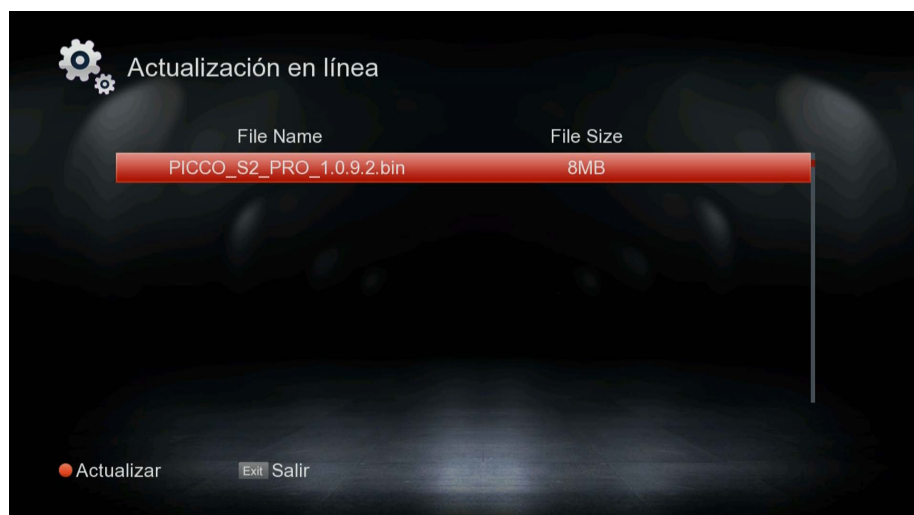 Actualización en línea
File Name File Size
PICCO_S2_PRO_1.0.9.2.bin 8MB
Actualizar Exit Salir